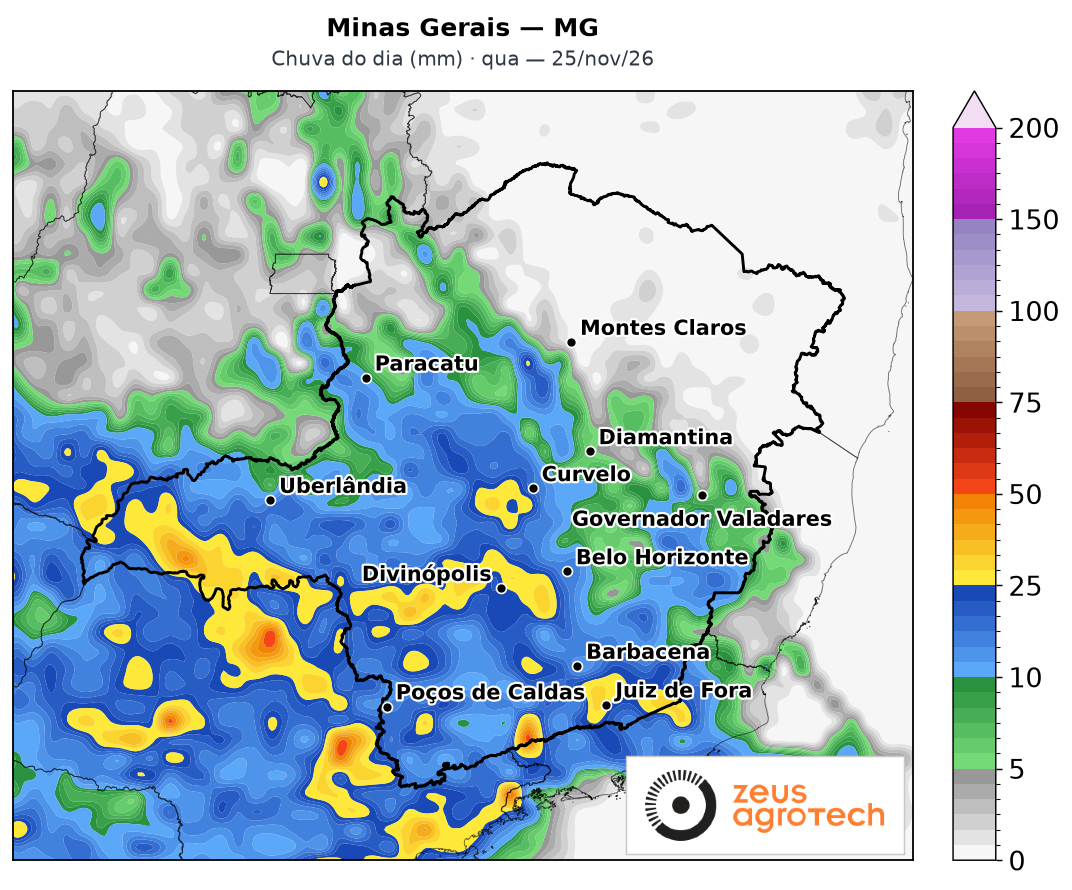 Minas Gerais — MG
Chuva do dia (mm) · qua — 25/nov/26
200
150
100
75
50
25
10
5
0
Montes Claros
Paracatu
Diamantina
Curvelo
Uberlândia
Governador Valadares
Belo Horizonte
Divinópolis
Barbacena
Poços de Caldas
Juiz de Fora
zeus
agrotech